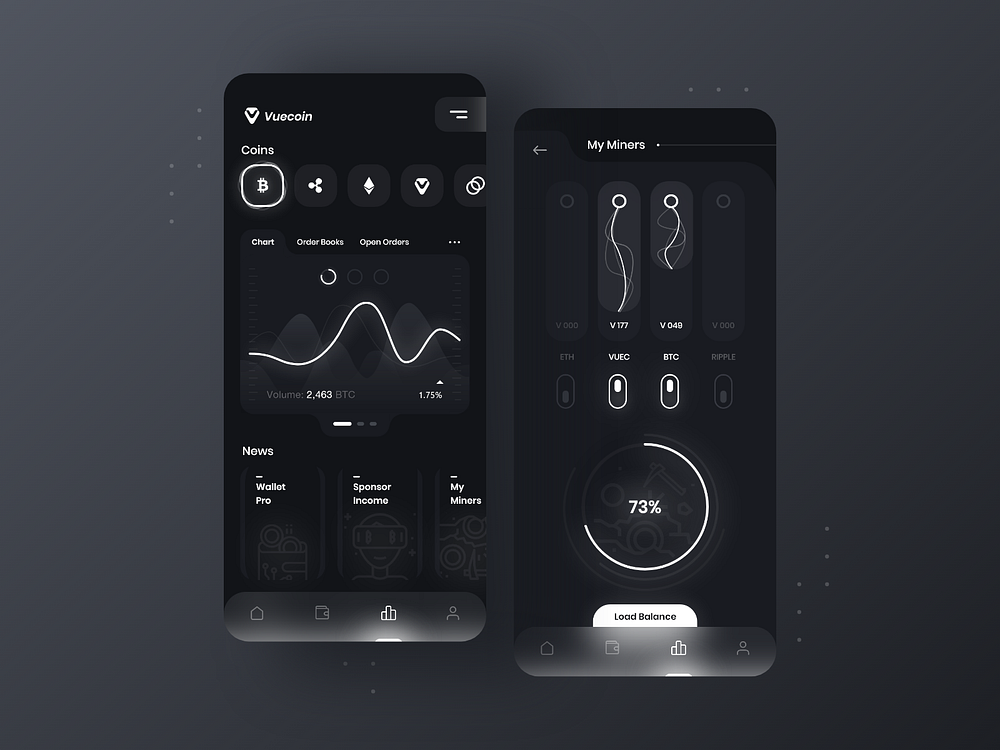 Vuecoin
Coins
Chart
Order Books
Open Orders
Volume: 2,463 BTC
1.75%
News
Wallet
Pro
Sponsor
Income
My
Miners
My Miners
V 000
V 177
V 049
V 000
ETH
VUEC
BTC
RIPPLE
73%
Load Balance